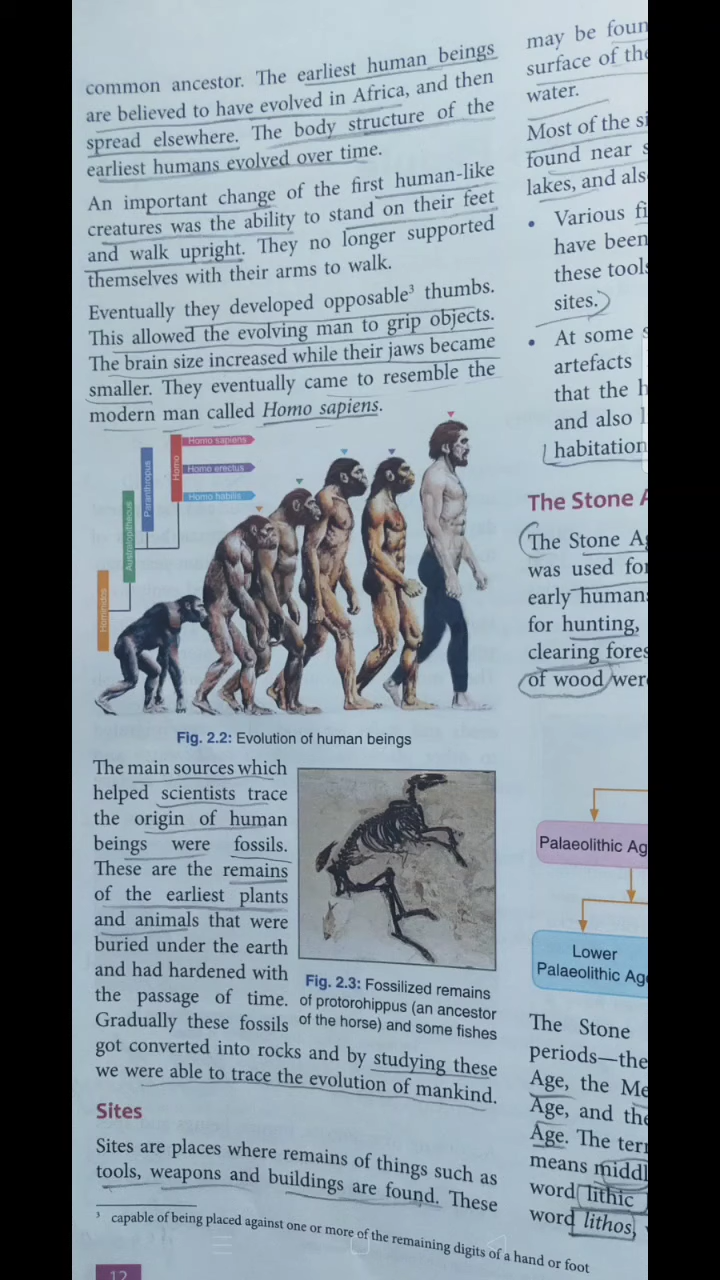 common ancestor. The earliest human beings
are believed to have evolved in Africa, and then
spread elsewhere. The body structure of the
earliest humans evolved over time.
An important change of the first human-like
creatures was the ability to stand on their feet
and walk upright. They no longer supported
themselves with their arms to walk.
Eventually they developed opposable³ thumbs.
This allowed the evolving man to grip objects.
The brain size increased while their jaws became
smaller. They eventually came to resemble the
modern man called Homo sapiens.
Homo sapiens
Homo erectus
Homo habilis
Homo
Paranthropus
Australopithecus
Fig. 2.2: Evolution of human beings
The main sources which
helped scientists trace
the origin of human
beings were fossils.
These are the remains
of the earliest plants
and animals that were
buried under the earth
and had hardened with
the passage of time.
Gradually these fossils
got converted into rocks and by studying these
we were able to trace the evolution of mankind.
Fig. 2.3: Fossilized remains
of protorohippus (an ancestor
of the horse) and some fishes
Sites
Sites are places where remains of things such as
tools, weapons and buildings are found. These
³ capable of being placed against one or more of the remaining digits of a hand or foot
12
may be foun
surface of the
water.
Most of the si
found near s
lakes, and als
• Various fi
have been
these tools
sites.
• At some s
artefacts
that the h
and also l
habitation
The Stone A
The Stone Ag
was used for
early humans
for hunting,
clearing fores
of wood were
Palaeolithic Ag
Lower
Palaeolithic Age
The Stone
periods—the
Age, the Me
Age, and the
Age. The ter
means middl
word lithic
word lithos,